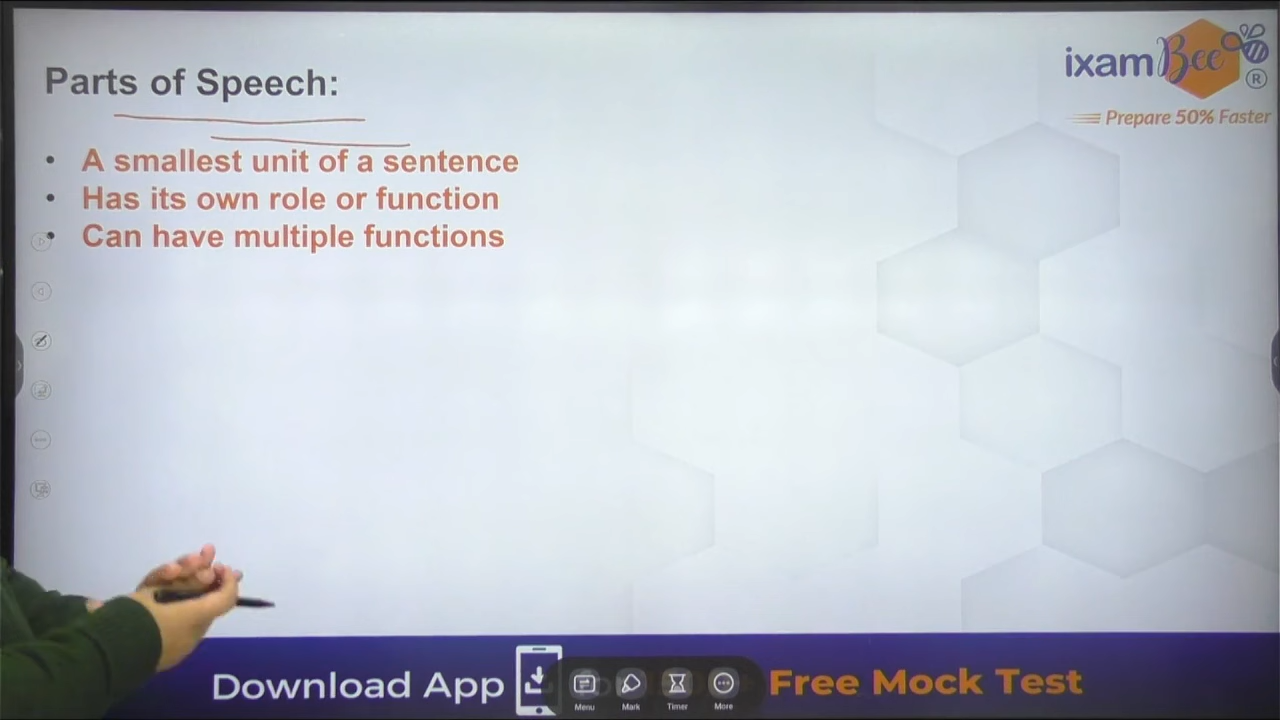 Parts of Speech:
ixamBee®
Prepare 50% Faster
• A smallest unit of a sentence
• Has its own role or function
• Can have multiple functions
Download App
Menu
Mark
Timer
More
Free Mock Test